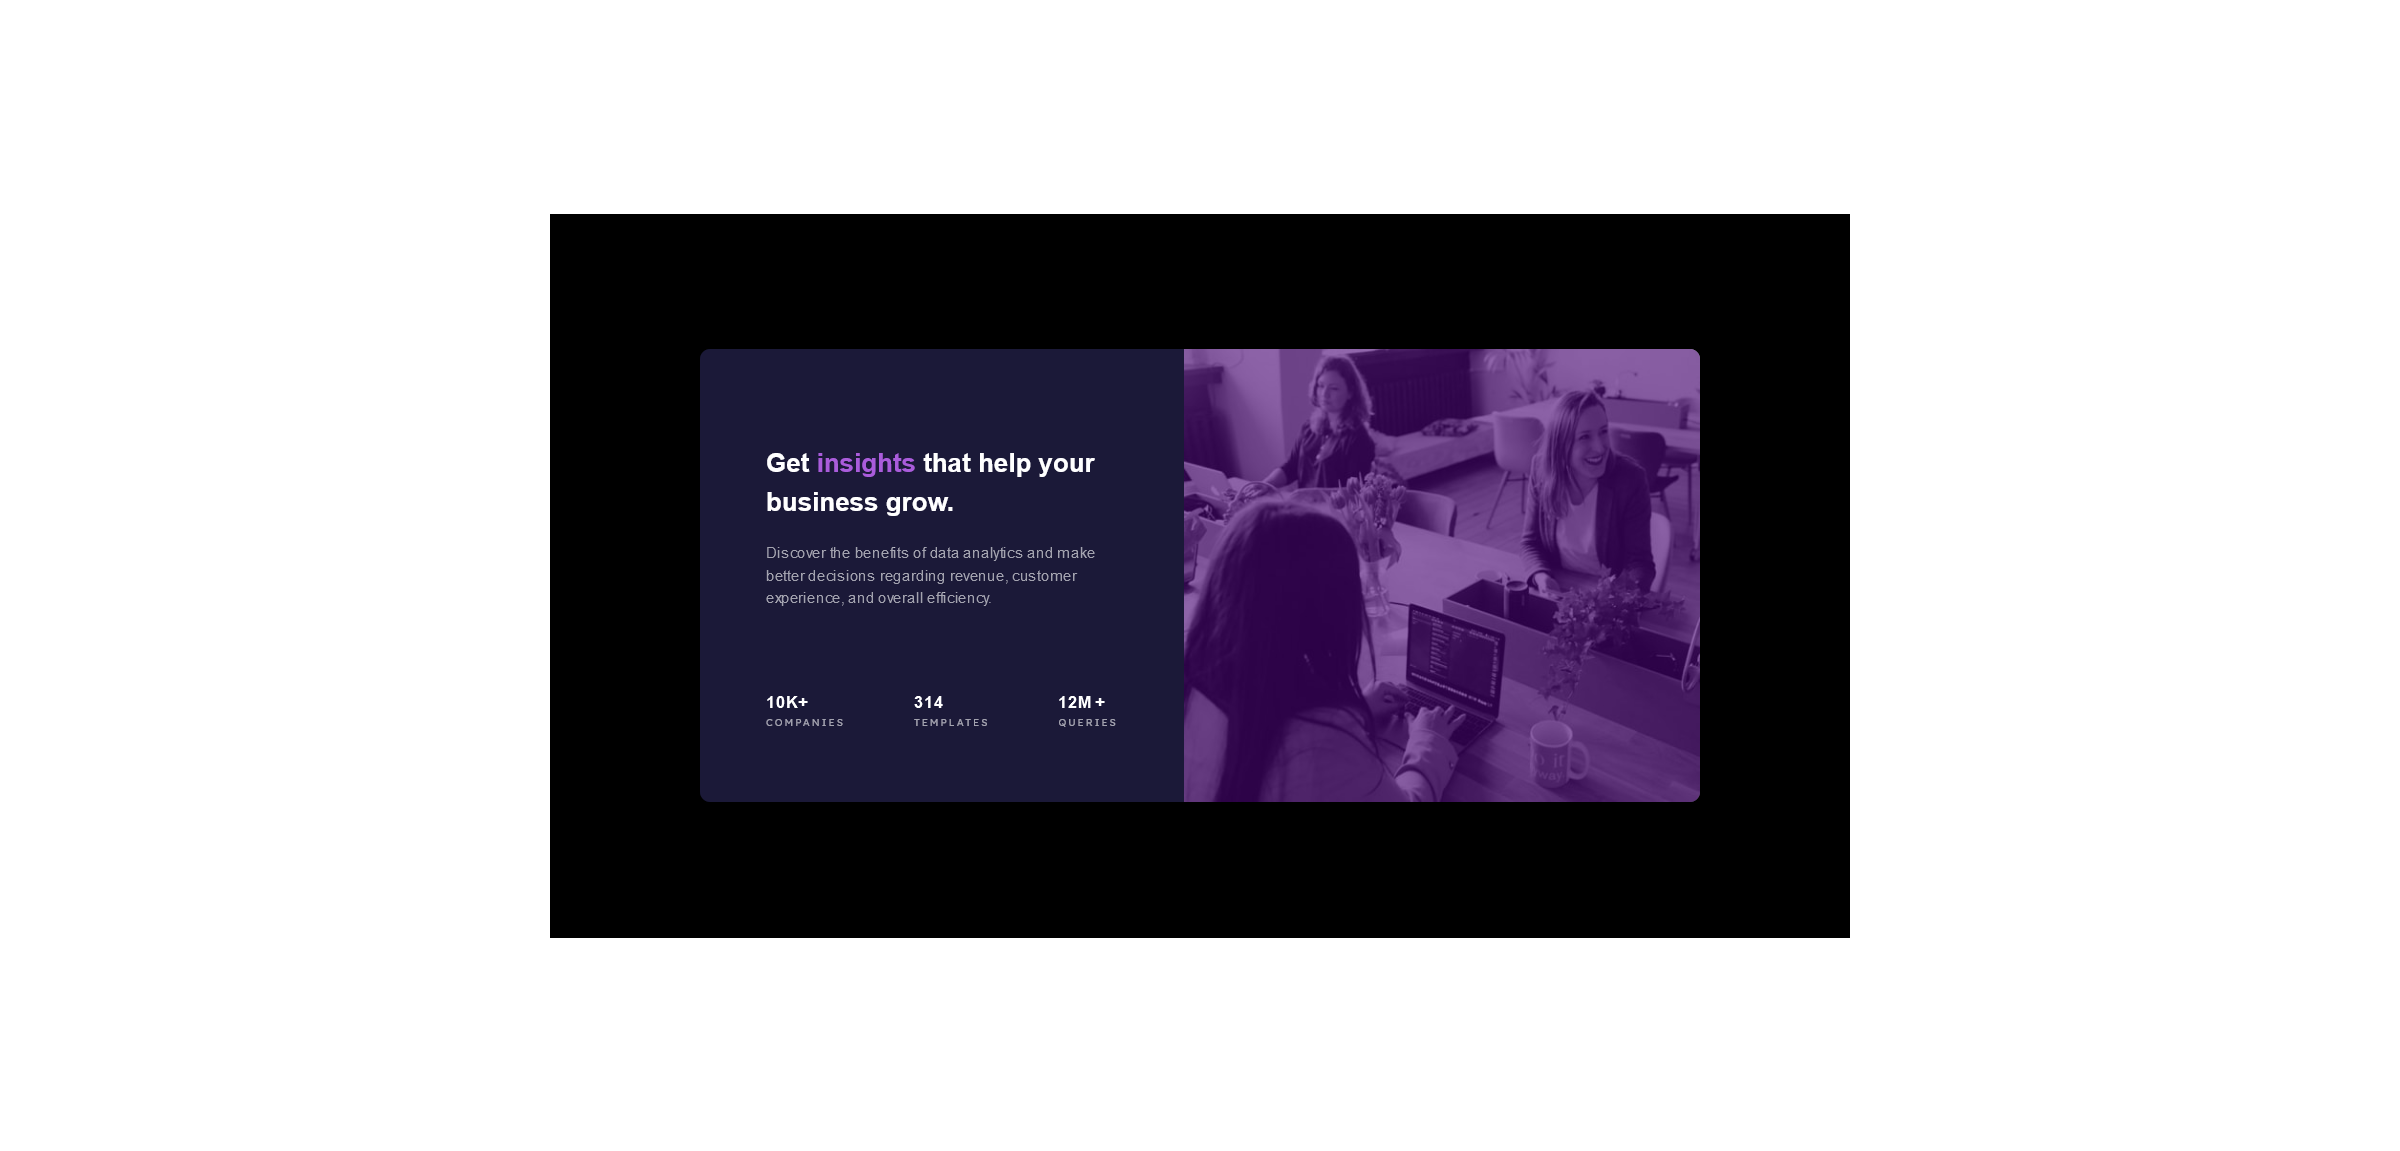 Get insights that help your
business grow.
Discover the benefits of data analytics and make
better decisions regarding revenue, customer
experience, and overall efficiency.
10K+ 314 12M+
COMPANIES TEMPLATES QUERIES